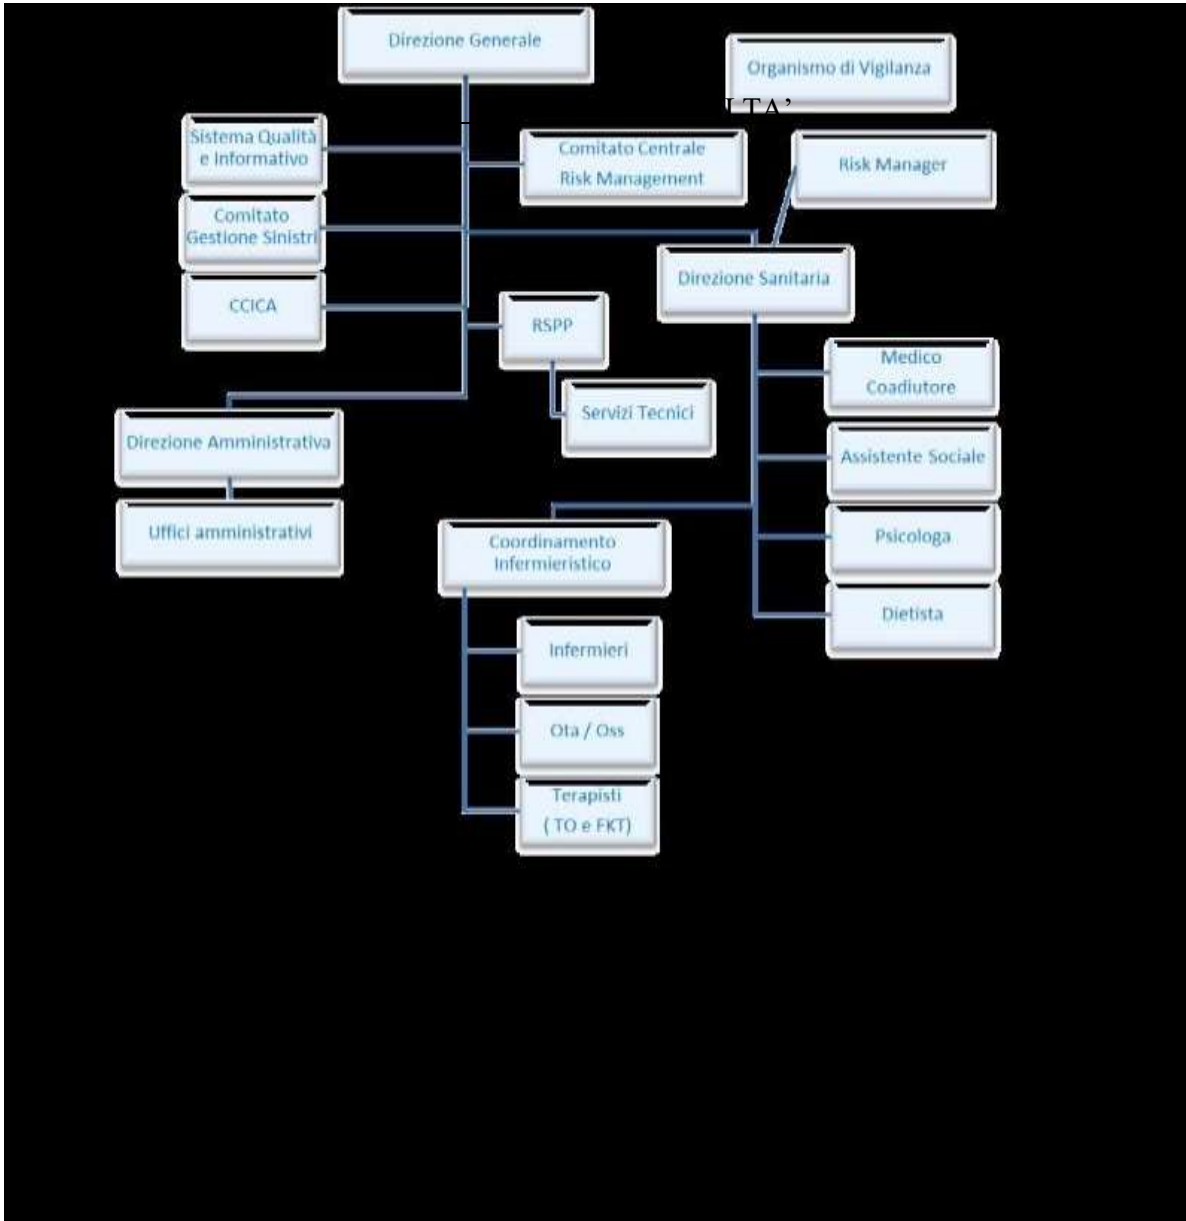 Direzione Generale
Organismo di Vigilanza
TA’
Sistema Qualità
e Informativo
Comitato Centrale
Risk Management
Risk Manager
Comitato
Gestione Sinistri
Direzione Sanitaria
CCICA
RSPP
Medico
Coadiutore
Servizi Tecnici
Direzione Amministrativa
Assistente Sociale
Uffici amministrativi
Coordinamento
Infermieristico
Psicologa
Dietista
Infermieri
Ota / Oss
Terapisti
( TO e FKT)